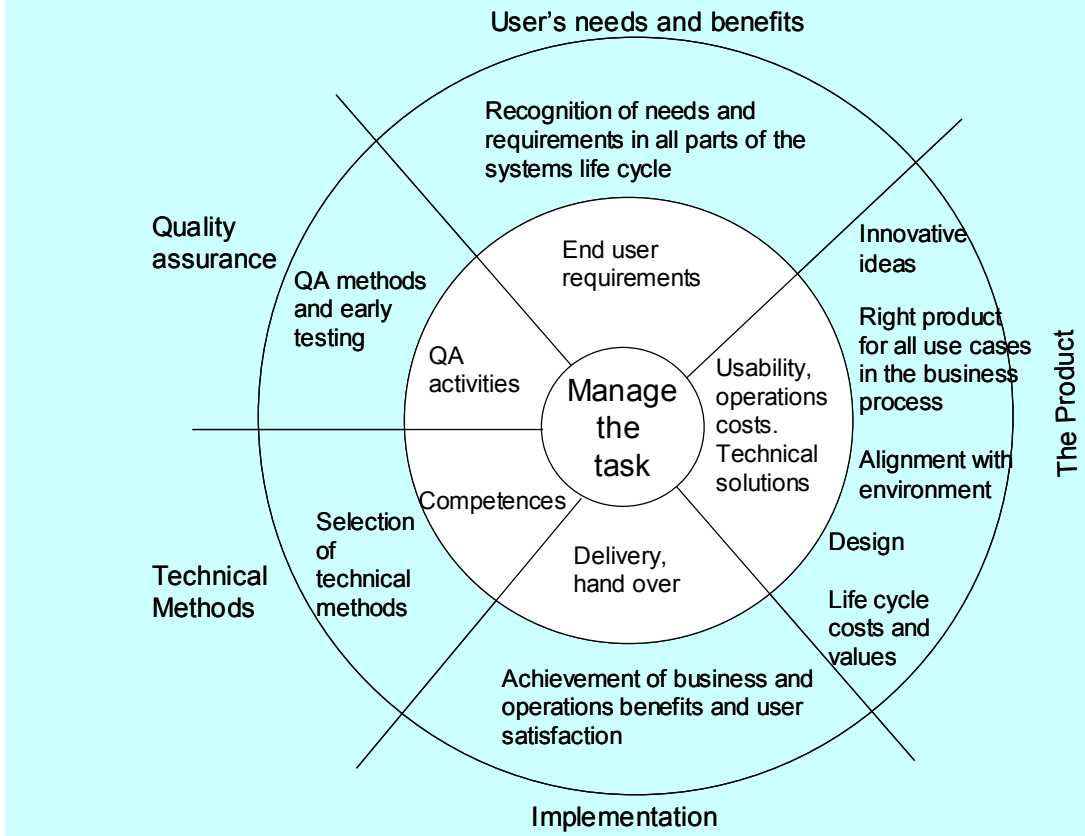 User's needs and benefits
Recognition of needs and
requirements in all parts of the
systems life cycle
End user
requirements
Quality
assurance
QA methods
and early
testing
QA
activities
Manage
the
task
Usability,
operations
costs.
Technical
solutions
Innovative
ideas
Right product
for all use cases
in the business
process
Alignment with
environment
Design
Life cycle
costs and
values
The Product
Competences
Selection
of
technical
methods
Technical
Methods
Delivery,
hand over
Achievement of business and
operations benefits and user
satisfaction
Implementation